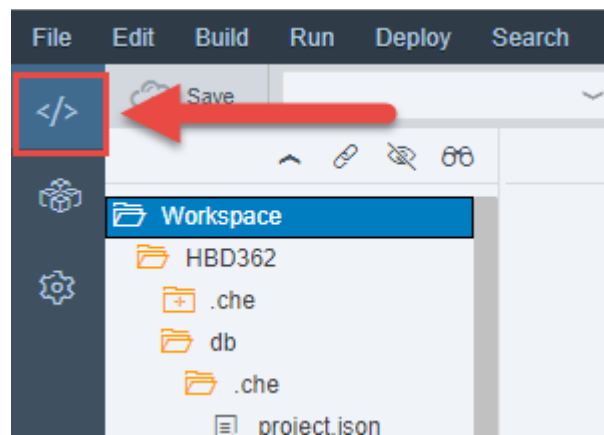 File Edit Build Run Deploy Search
</> Save
Workspace
HBD362
.che
db
.che
project.json